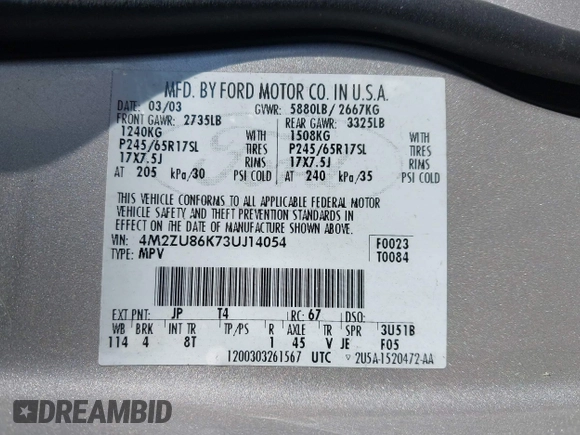 MFD. BY FORD MOTOR CO. IN U.S.A.
DATE: 03/03 GVWR: 5880LB/ 2667KG
FRONT GAWR: 2735LB REAR GAWR: 3325LB
1240KG WITH 1508KG WITH
P245/65R17SL TIRES P245/65R17SL TIRES
17X7.5J RIMS 17X7.5J RIMS
AT 205 kPa/30 PSI COLD AT 240 kPa/35 PSI COLD
Ford
THIS VEHICLE CONFORMS TO ALL APPLICABLE FEDERAL MOTOR
VEHICLE SAFETY AND THEFT PREVENTION STANDARDS IN
EFFECT ON THE DATE OF MANUFACTURE SHOWN ABOVE.
VIN: 4M2ZU86K73UJ14054 F0023
TYPE: MPV T0084
EXT PNT: JP T4 RC: 67 DSO:
WB BRK INT TR TP/PS R AXLE TR SPR 3U51B
114 4 8T 1 45 V JE F05
1200303261567 UTC 2U5A-1520472-AA
DREAMBID